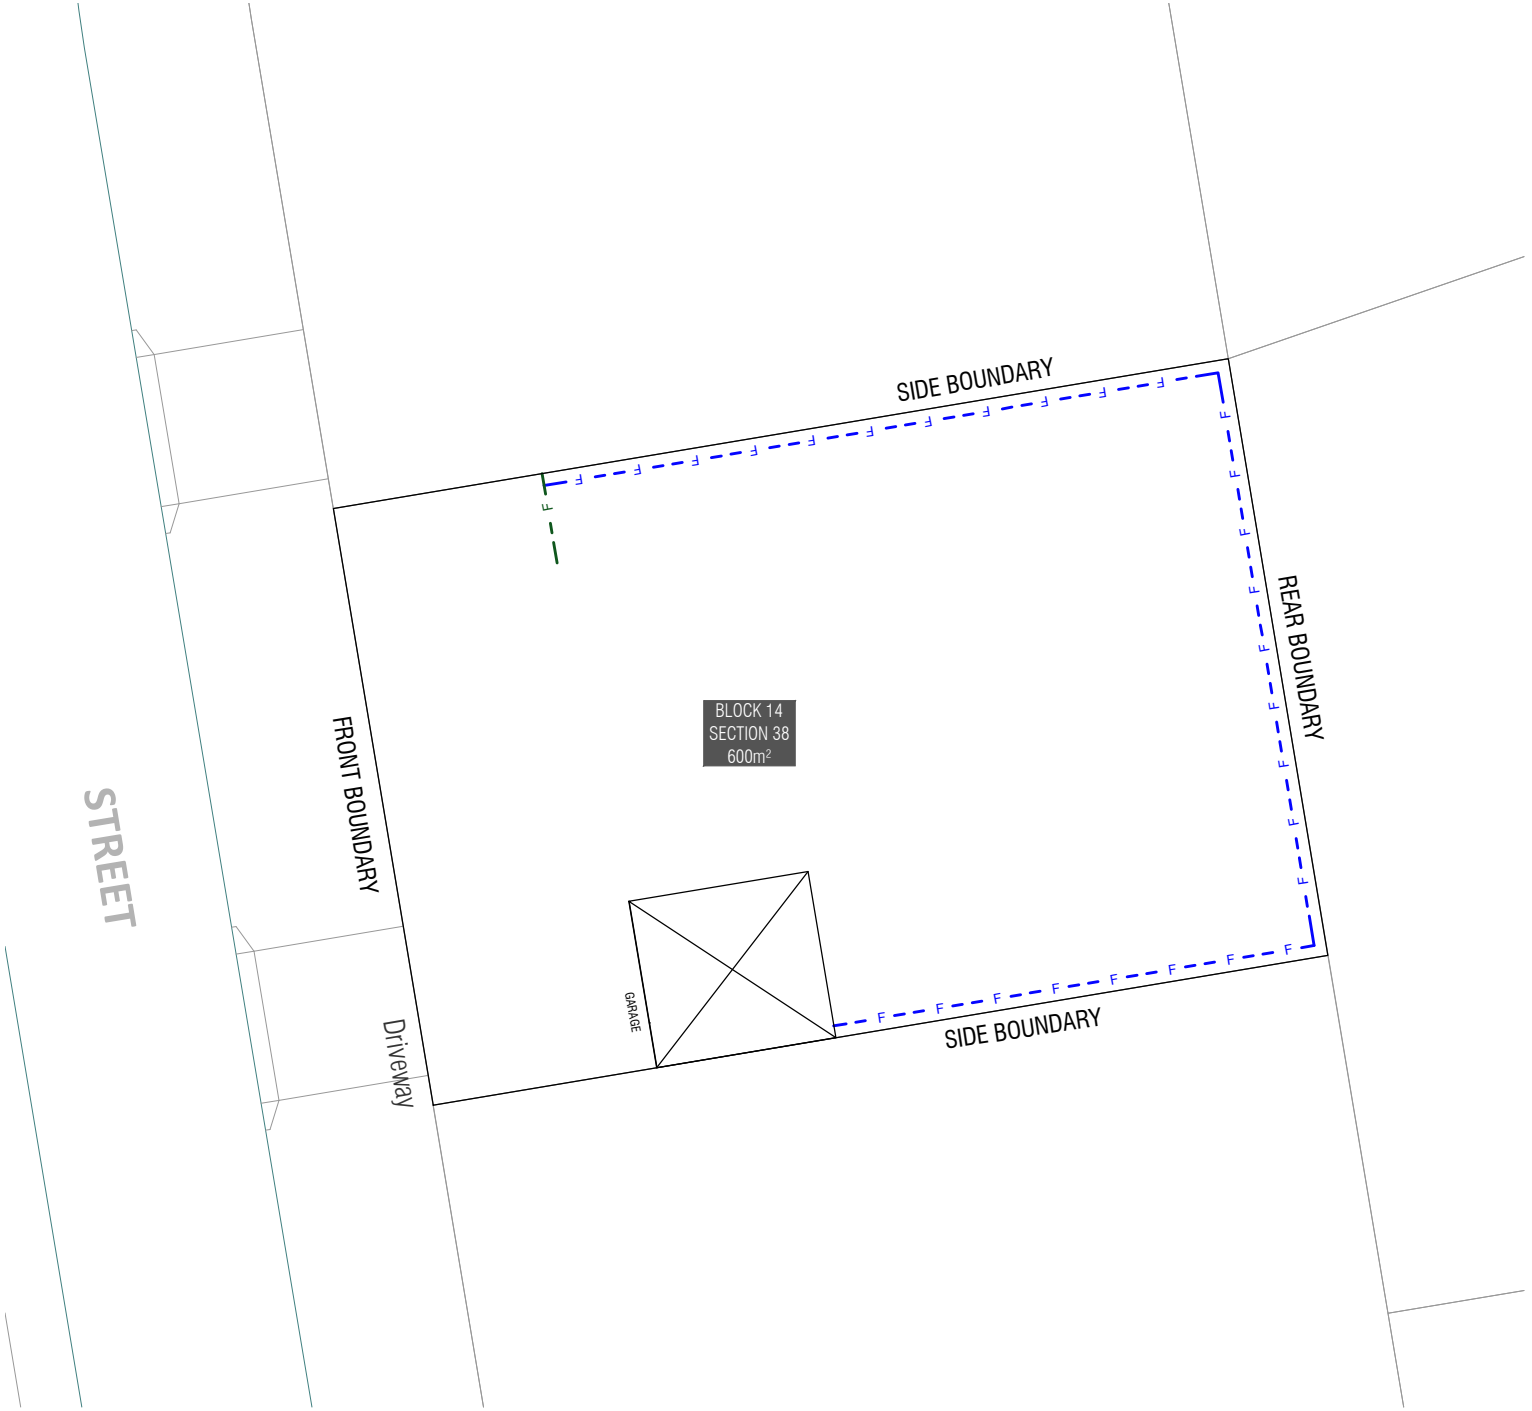 SIDE BOUNDARY
F F F F F F F F F F F
F
F
F
F
F
F
F
F
F
F
REAR BOUNDARY
BLOCK 14
SECTION 38
600m²
FRONT BOUNDARY
STREET
GARAGE
Driveway
F F F F F F F F
SIDE BOUNDARY